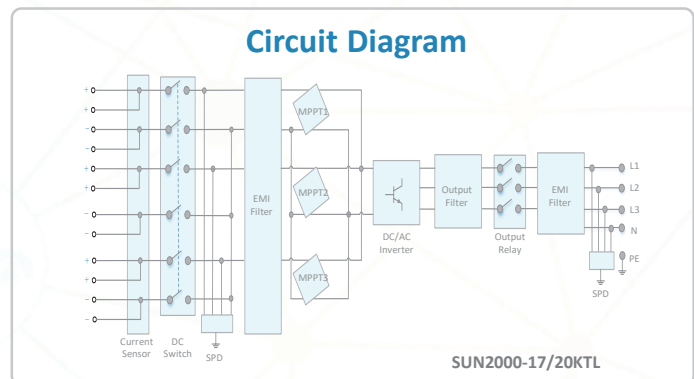 Circuit Diagram
+
+
−
−
+
+
−
−
+
+
−
−
Current
Sensor
DC
Switch
SPD
EMI
Filter
MPPT1
MPPT2
MPPT3
DC/AC
Inverter
Output
Filter
Output
Relay
EMI
Filter
L1
L2
L3
N
PE
SPD
SUN2000-17/20KTL